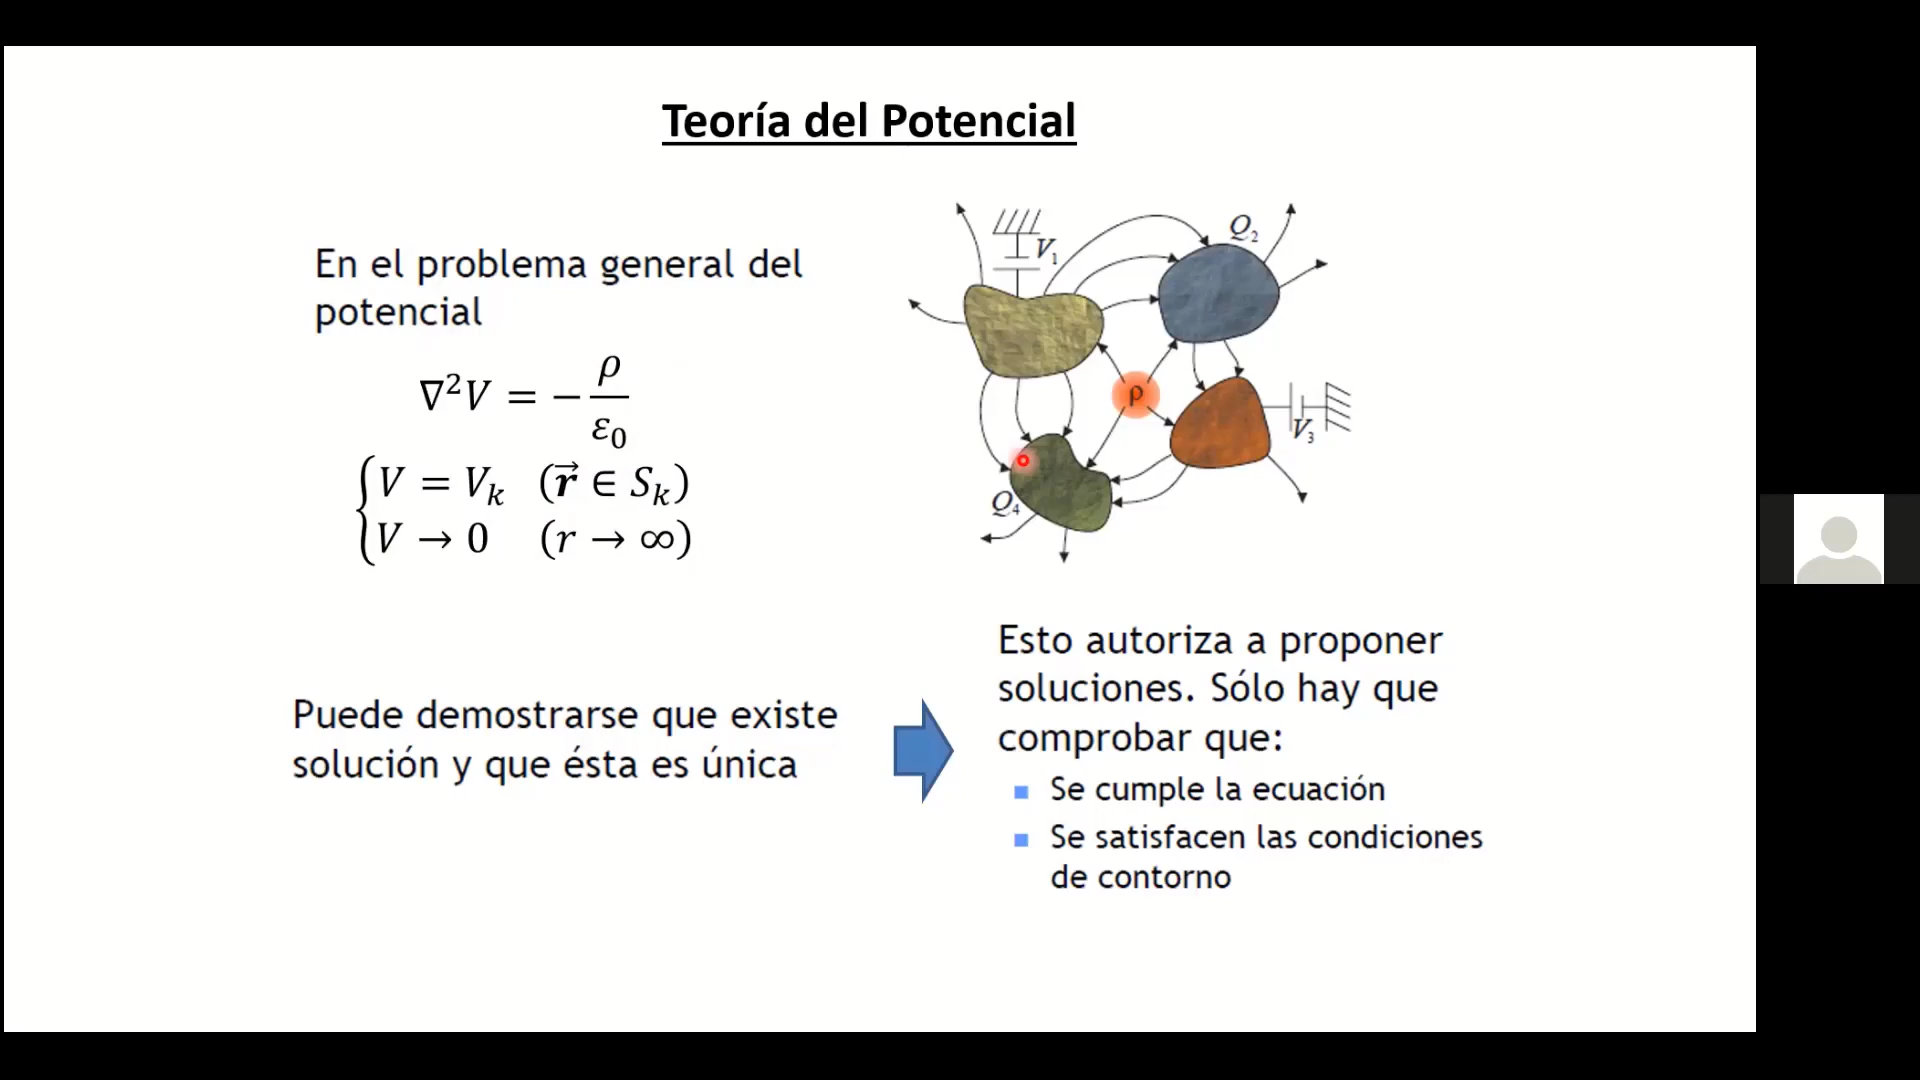 Teoría del Potencial
En el problema general del
potencial
∇²V = −ρ/ε₀
V = Vₖ (r⃗ ∈ Sₖ)
V → 0 (r → ∞)
V₁
Q₂
ρ
V₃
Q₄
Puede demostrarse que existe
solución y que ésta es única
Esto autoriza a proponer
soluciones. Sólo hay que
comprobar que:
Se cumple la ecuación
Se satisfacen las condiciones
de contorno